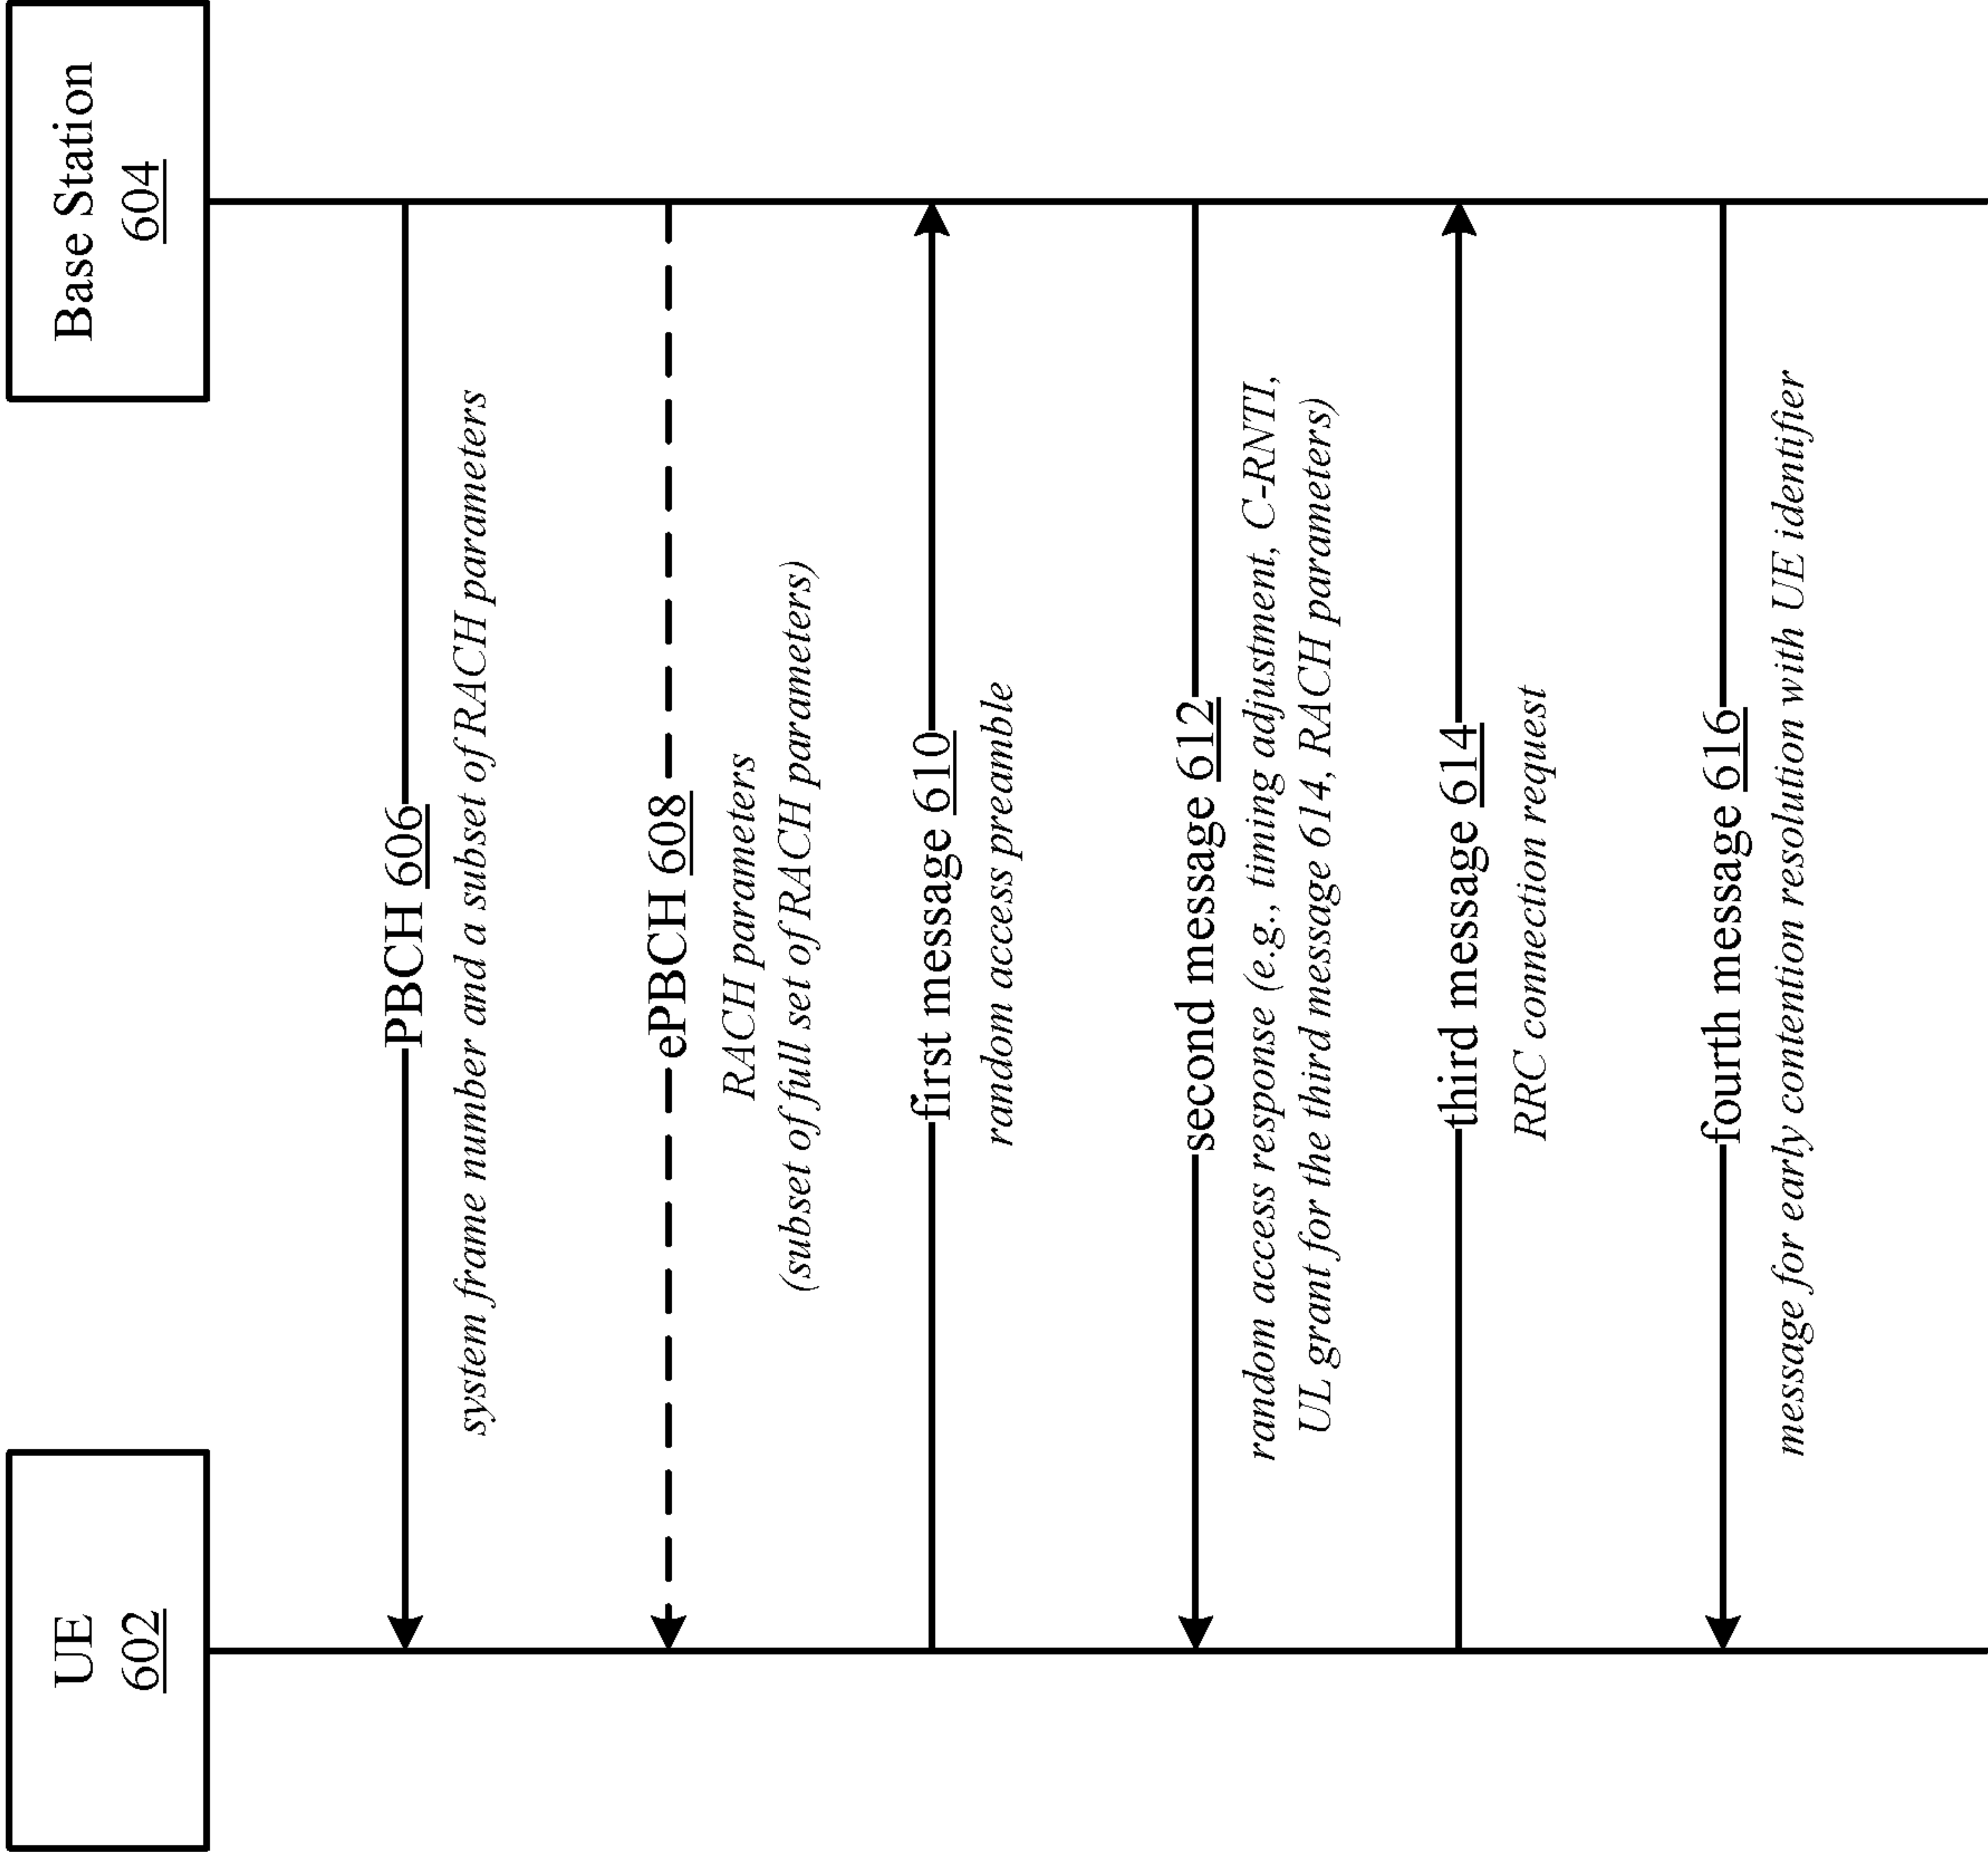 UE
602
Base Station
604
PBCH 606
system frame number and a subset of RACH parameters
ePBCH 608
RACH parameters
(subset of full set of RACH parameters)
first message 610
random access preamble
second message 612
random access response (e.g., timing adjustment, C-RNTI,
UL grant for the third message 614, RACH parameters)
third message 614
RRC connection request
fourth message 616
message for early contention resolution with UE identifier